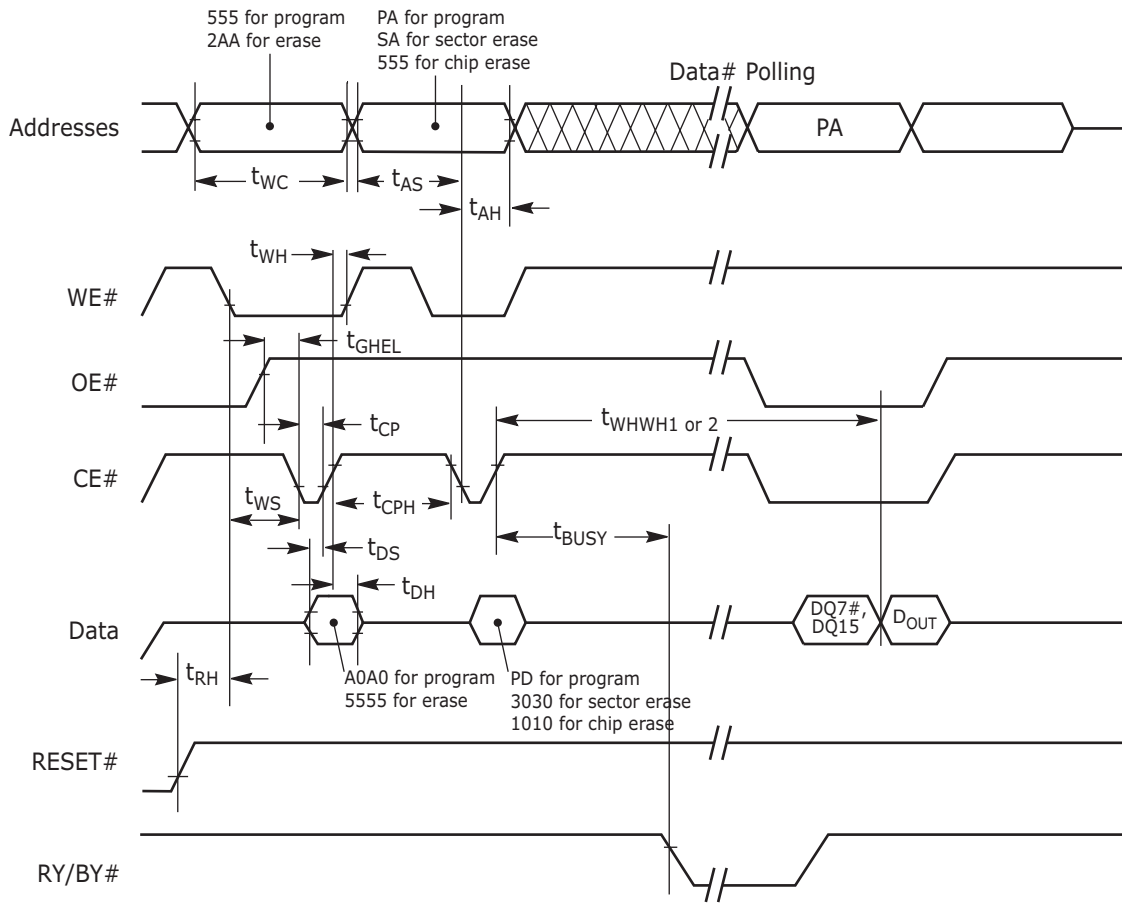 555 for program
2AA for erase
PA for program
SA for sector erase
555 for chip erase
Data# Polling
Addresses
PA
tWC
tAS
tAH
tWH
WE#
tGHEL
OE#
tWHWH1 or 2
tCP
CE#
tWS
tCPH
tBUSY
tDS
tDH
Data
DQ7#,
DQ15
DOUT
tRH
A0A0 for program
5555 for erase
PD for program
3030 for sector erase
1010 for chip erase
RESET#
RY/BY#